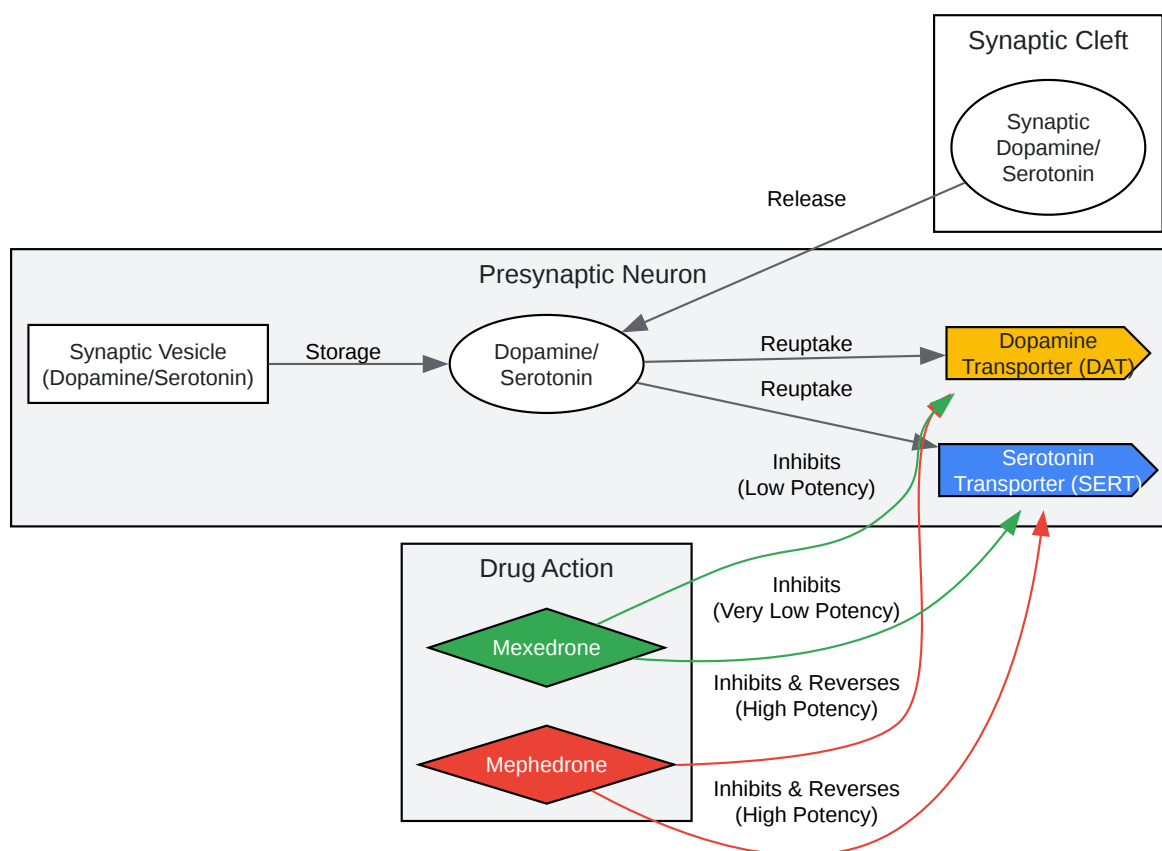 Synaptic Cleft
Synaptic
Dopamine/
Serotonin
Release
Presynaptic Neuron
Synaptic Vesicle
(Dopamine/Serotonin)
Storage
Dopamine/
Serotonin
Reuptake
Reuptake
Dopamine
Transporter (DAT)
Serotonin
Transporter (SERT)
Inhibits
(Low Potency)
Drug Action
Mexedrone
Inhibits
(Very Low Potency)
Inhibits & Reverses
(High Potency)
Mephedrone
Inhibits & Reverses
(High Potency)